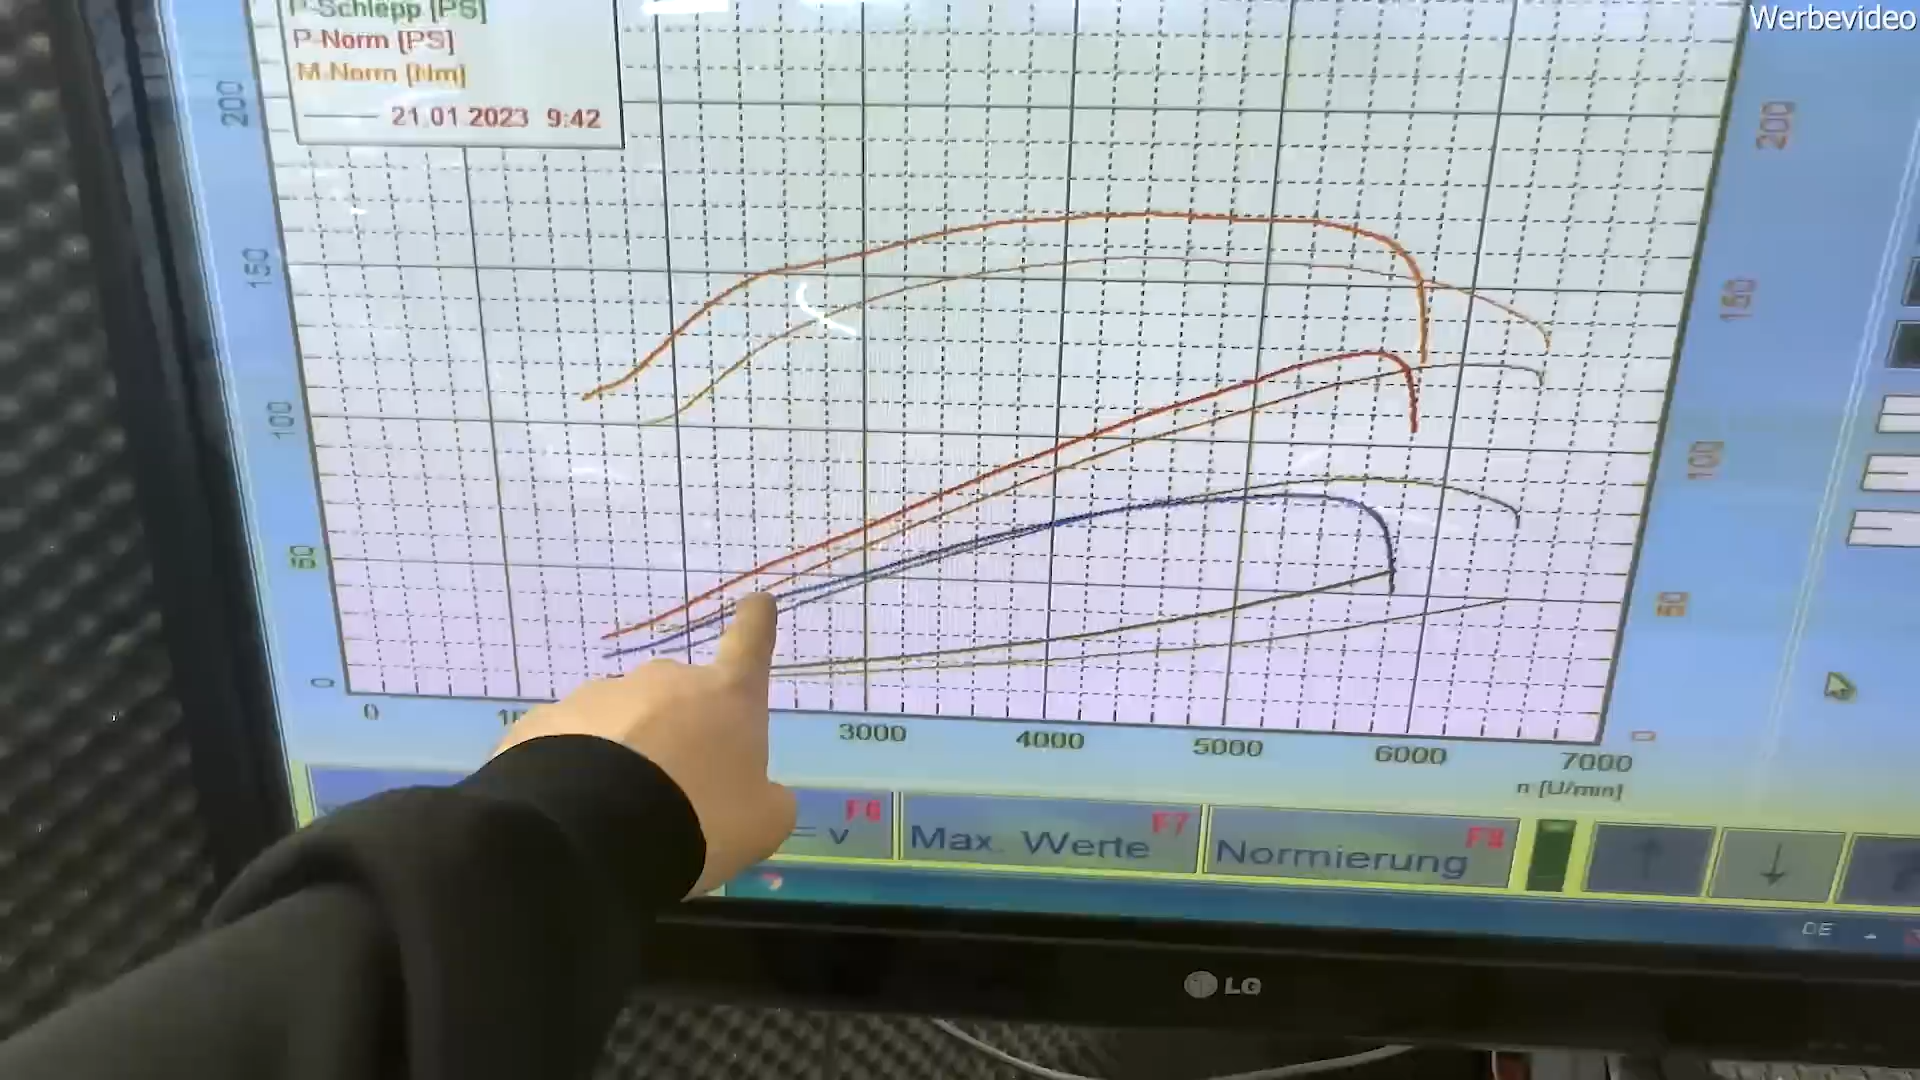 Werbevideo
P-Schlepp [PS]
P-Norm [PS]
M-Norm [Nm]
21.01.2023 9:42
200
150
100
50
0
200
150
100
50
0
0
3000
4000
5000
6000
7000
n [U/min]
= v
F6
Max. Werte
F7
Normierung
F8
DE
LG